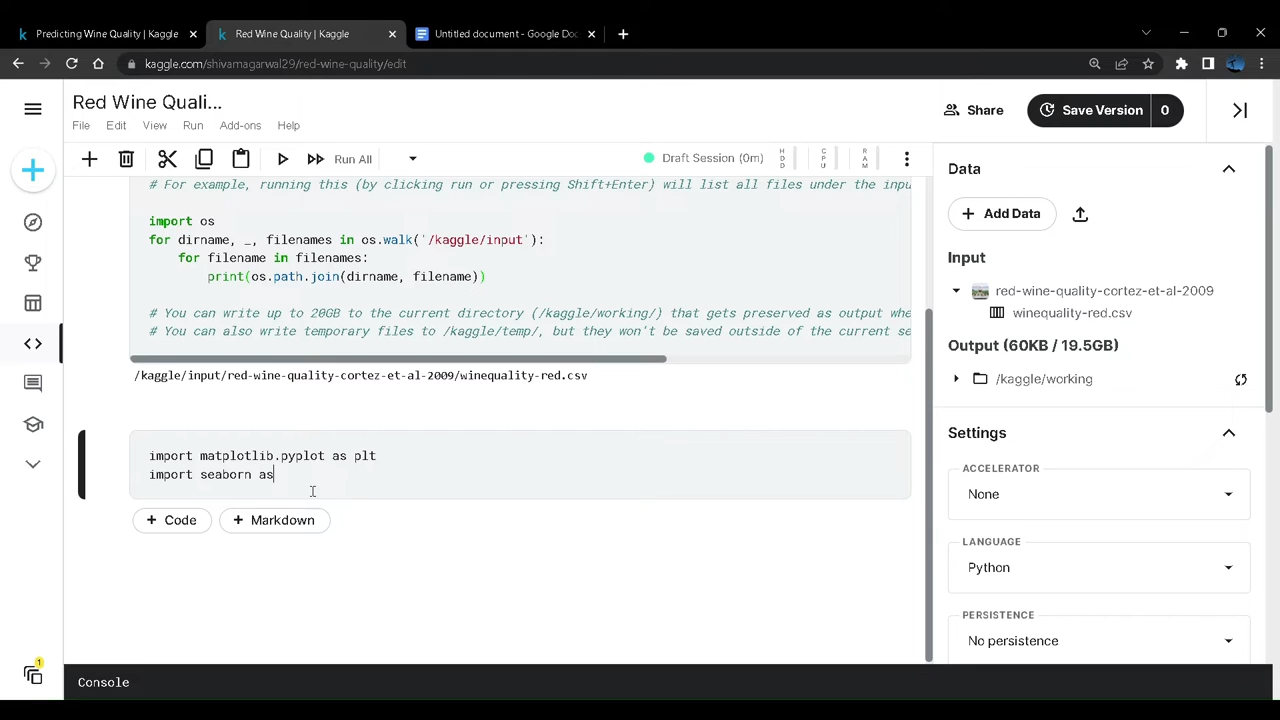 Predicting Wine Quality | Kaggle
Red Wine Quality | Kaggle
Untitled document - Google Doc
kaggle.com/shivamagarwal29/red-wine-quality/edit
Red Wine Quali...
File Edit View Run Add-ons Help
Share
Save Version 0
Run All
Draft Session (0m)
HDD
CPU
RAM
# For example, running this (by clicking run or pressing Shift+Enter) will list all files under the inpu
import os
for dirname, _, filenames in os.walk('/kaggle/input'):
for filename in filenames:
print(os.path.join(dirname, filename))
# You can write up to 20GB to the current directory (/kaggle/working/) that gets preserved as output whe
# You can also write temporary files to /kaggle/temp/, but they won't be saved outside of the current se
/kaggle/input/red-wine-quality-cortez-et-al-2009/winequality-red.csv
import matplotlib.pyplot as plt
import seaborn as
+ Code + Markdown
Data
+ Add Data
Input
red-wine-quality-cortez-et-al-2009
winequality-red.csv
Output (60KB / 19.5GB)
/kaggle/working
Settings
ACCELERATOR
None
LANGUAGE
Python
PERSISTENCE
No persistence
1
Console